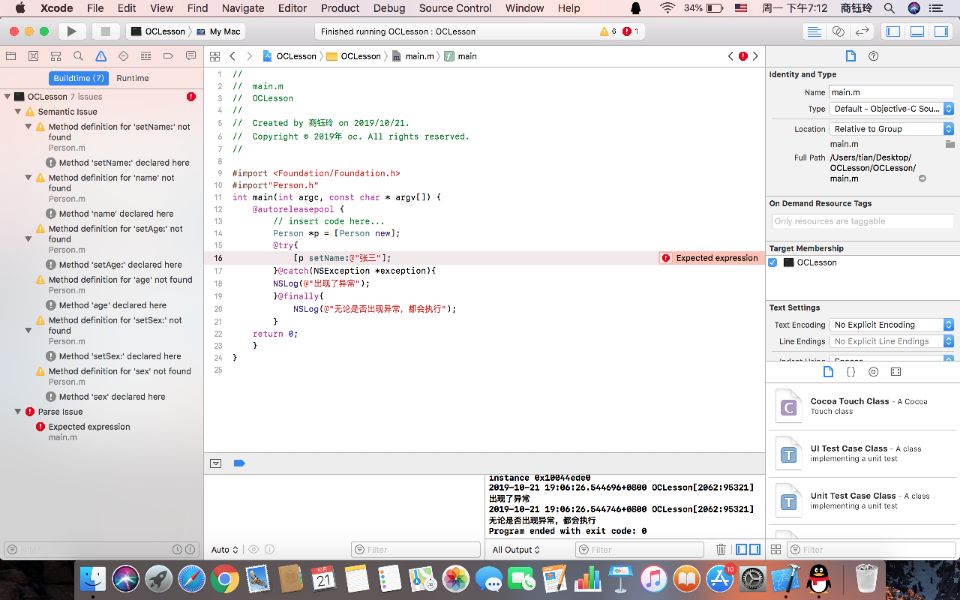 Xcode File Edit View Find Navigate Editor Product Debug Source Control Window Help 34% 周一 下午7:12 商钰玲
OCLesson My Mac Finished running OCLesson : OCLesson 6 1
OCLesson OCLesson main.m main
Buildtime (7) Runtime
OCLesson 7 issues
Semantic Issue
Method definition for 'setName:' not
found
Person.m
Method 'setName:' declared here
Method definition for 'name' not
found
Person.m
Method 'name' declared here
Method definition for 'setAge:' not
found
Person.m
Method 'setAge:' declared here
Method definition for 'age' not found
Person.m
Method 'age' declared here
Method definition for 'setSex:' not
found
Person.m
Method 'setSex:' declared here
Method definition for 'sex' not found
Person.m
Method 'sex' declared here
Parse Issue
Expected expression
main.m
Filter
1 //
2 // main.m
3 // OCLesson
4 //
5 // Created by 商钰玲 on 2019/10/21.
6 // Copyright © 2019年 oc. All rights reserved.
7 //
8
9 #import <Foundation/Foundation.h>
10 #import"Person.h"
11 int main(int argc, const char * argv[]) {
12 @autoreleasepool {
13 // insert code here...
14 Person *p = [Person new];
15 @try{
16 [p setName:@"张三"]; Expected expression
17 }@catch(NSException *exception){
18 NSLog(@"出现了异常");
19 }@finally{
20 NSLog(@"无论是否出现异常，都会执行");
21 }
22 return 0;
23 }
24 }
25
Auto Filter
instance 0x10044ede0
2019-10-21 19:06:26.544696+0800 OCLesson[2062:95321]
出现了异常
2019-10-21 19:06:26.544746+0800 OCLesson[2062:95321]
无论是否出现异常，都会执行
Program ended with exit code: 0
All Output Filter
Identity and Type
Name main.m
Type Default - Objective-C Sou...
Location Relative to Group
main.m
Full Path /Users/tian/Desktop/
OCLesson/OCLesson/
main.m
On Demand Resource Tags
Only resources are taggable
Target Membership
OCLesson
Text Settings
Text Encoding No Explicit Encoding
Line Endings No Explicit Line Endings
{}
C Cocoa Touch Class - A Cocoa
Touch class
T UI Test Case Class - A class
implementing a unit test
T Unit Test Case Class - A class
implementing a unit test
Filter
21
10